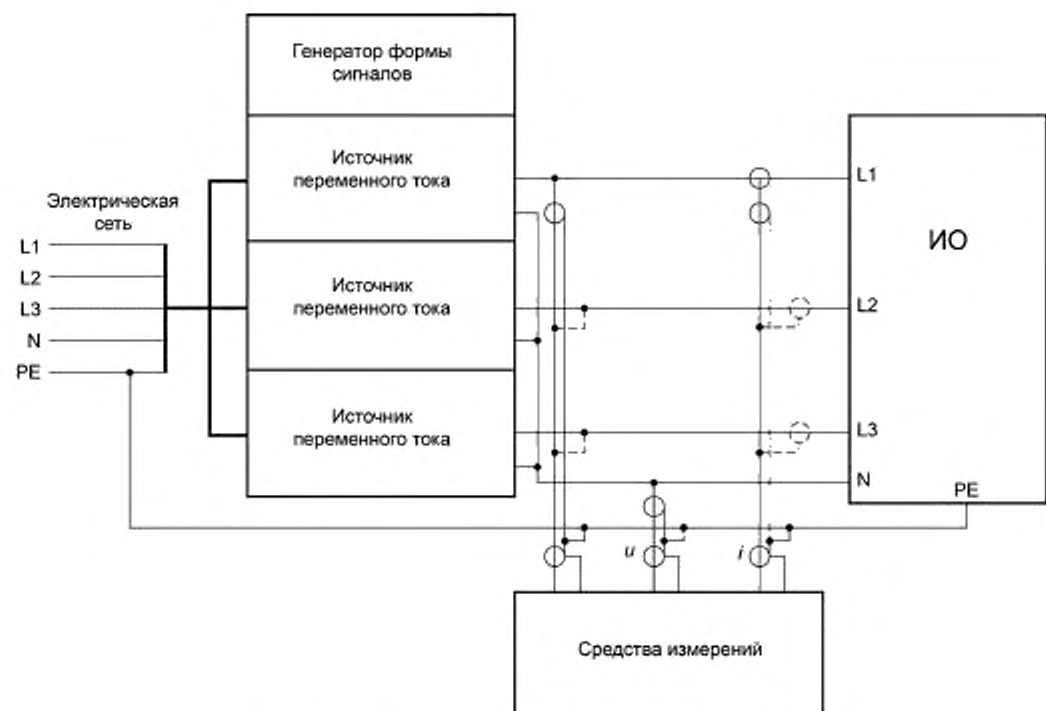 Генератор формы
сигналов
Источник
переменного тока
Электрическая
сеть
L1
L2
L3
N
PE
Источник
переменного тока
Источник
переменного тока
L1
ИО
L2
L3
N
PE
u
i
Средства измерений